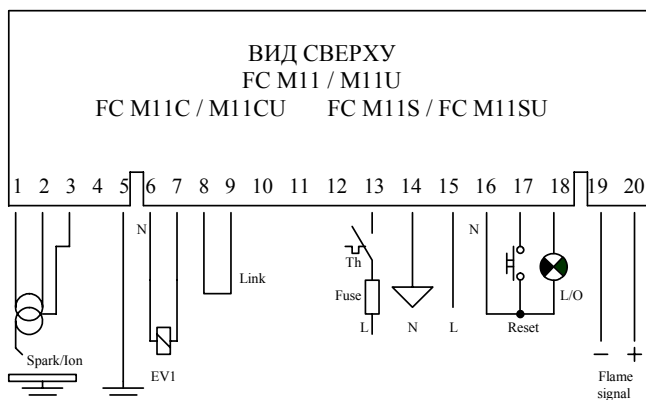 ВИД СВЕРХУ
FC M11 / M11U
FC M11C / M11CU FC M11S / FC M11SU
1 2 3 4 5 6 7 8 9 10 11 12 13 14 15 16 17 18 19 20
N N
Th
Link
Fuse
L/O
L N L Reset
Spark/Ion
EV1
− +
Flame
signal